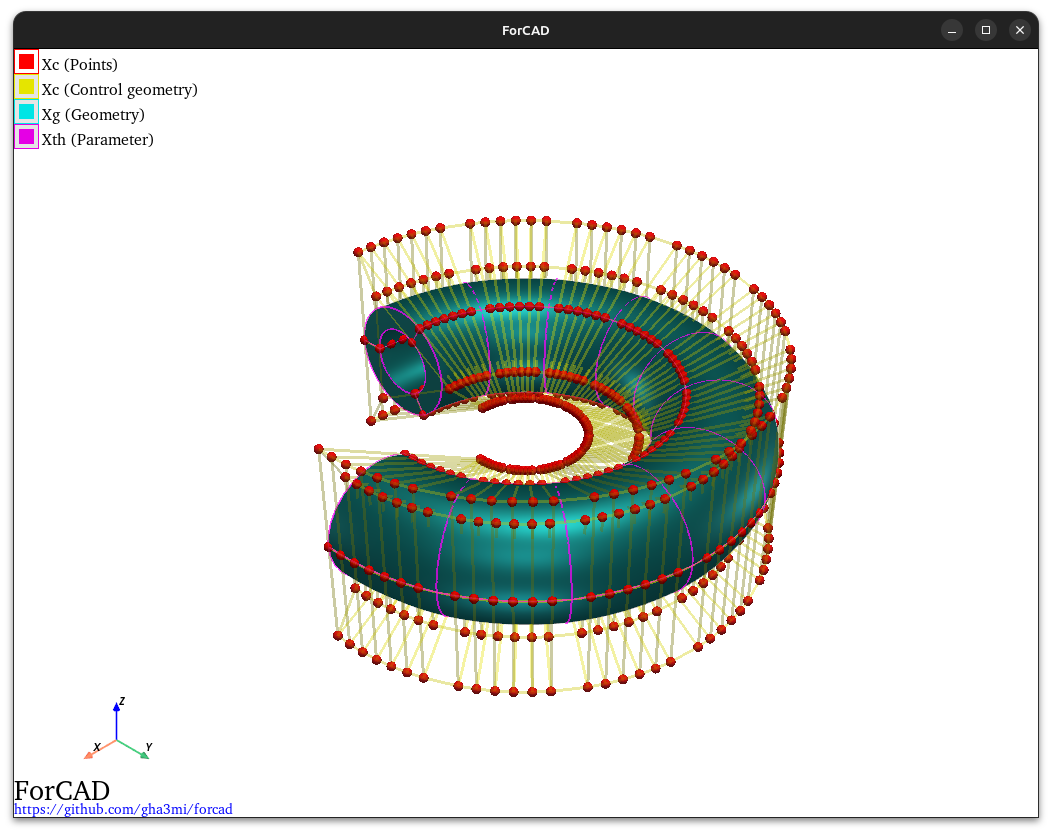 ForCAD
Xc (Points)
Xc (Control geometry)
Xg (Geometry)
Xth (Parameter)
Z
X
Y
ForCAD
https://github.com/gha3mi/forcad